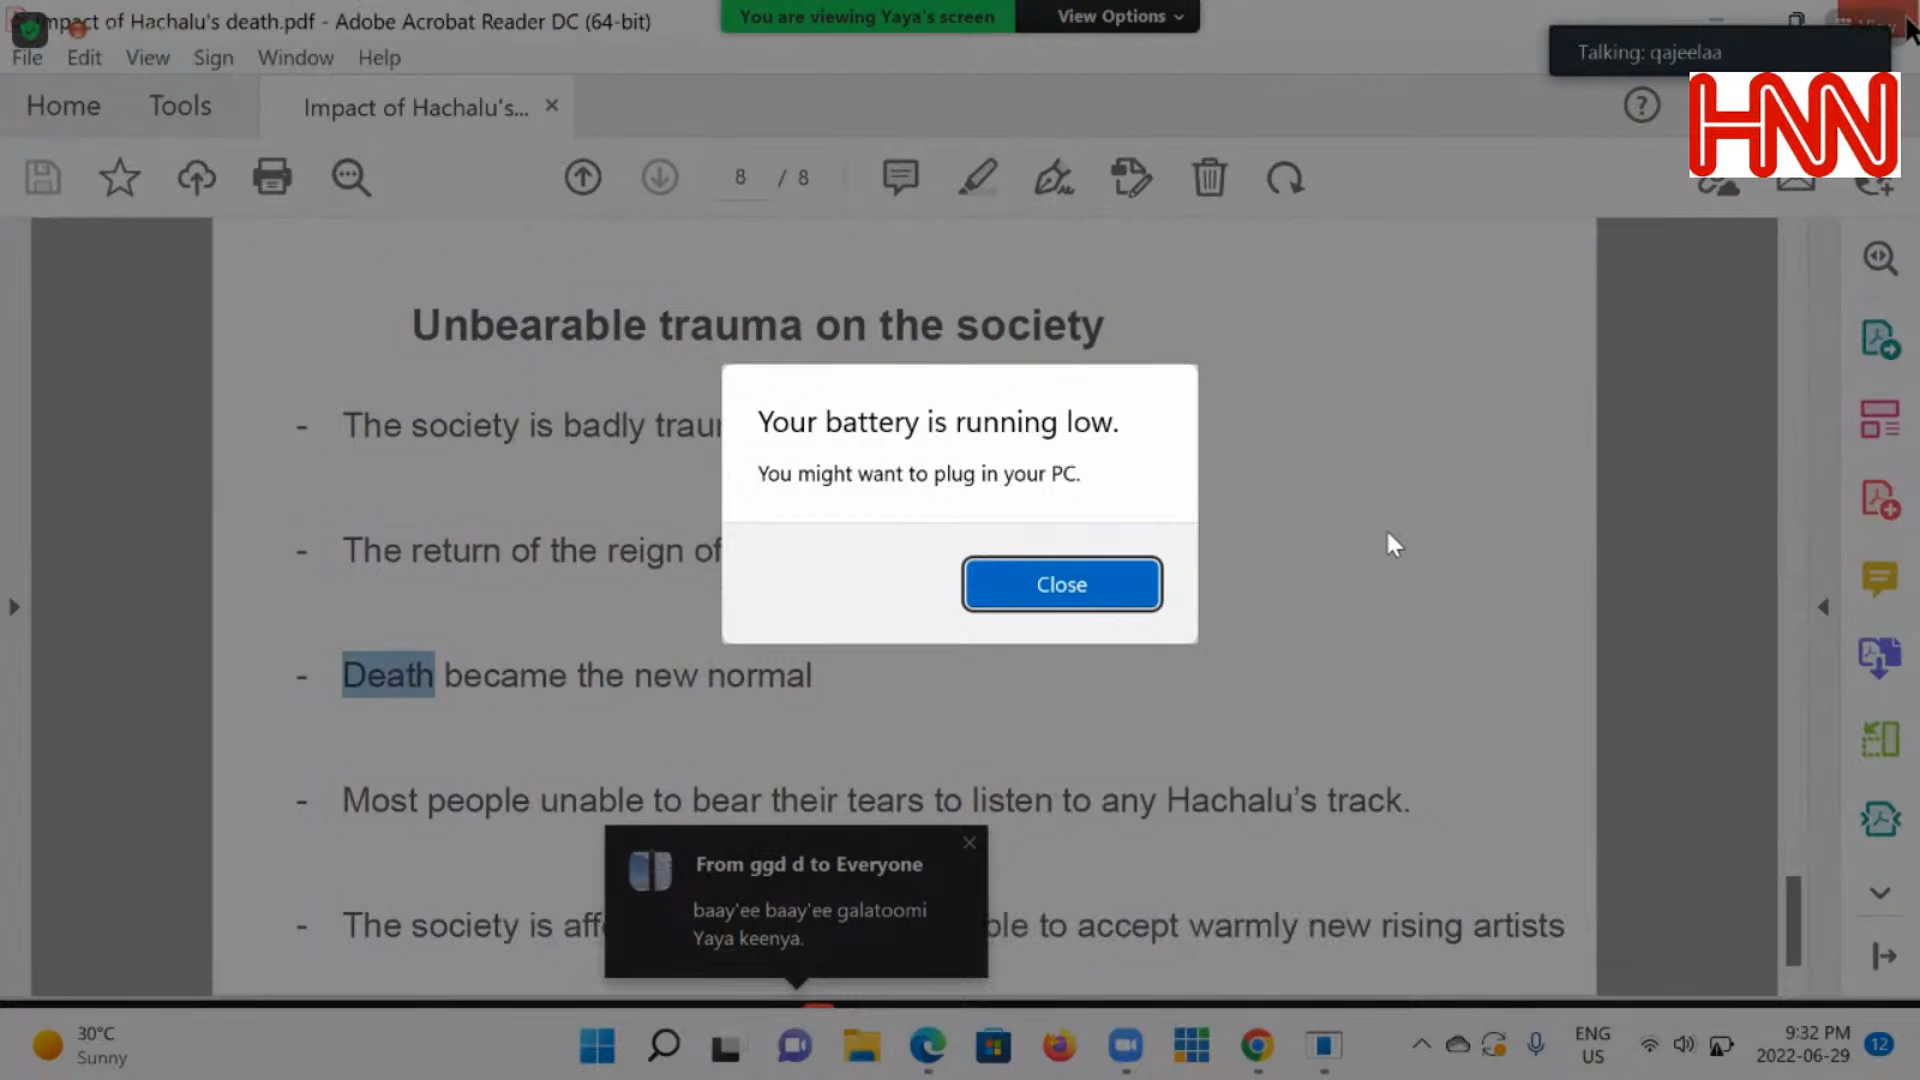 Impact of Hachalu's death.pdf - Adobe Acrobat Reader DC (64-bit)
You are viewing Yaya's screen
View Options
View
File Edit View Sign Window Help
Talking: qajeelaa
Home Tools Impact of Hachalu's...
HNN
8 / 8
Unbearable trauma on the society
- The society is badly
Your battery is running low.
You might want to plug in your PC.
- The return of the reign of
Close
- Death became the new normal
- Most people unable to bear their tears to listen to any Hachalu's track.
From ggd d to Everyone
baay'ee baay'ee galatoomi
Yaya keenya.
- The society is to accept warmly new rising artists
30°C
Sunny
ENG
US
9:32 PM
2022-06-29
12